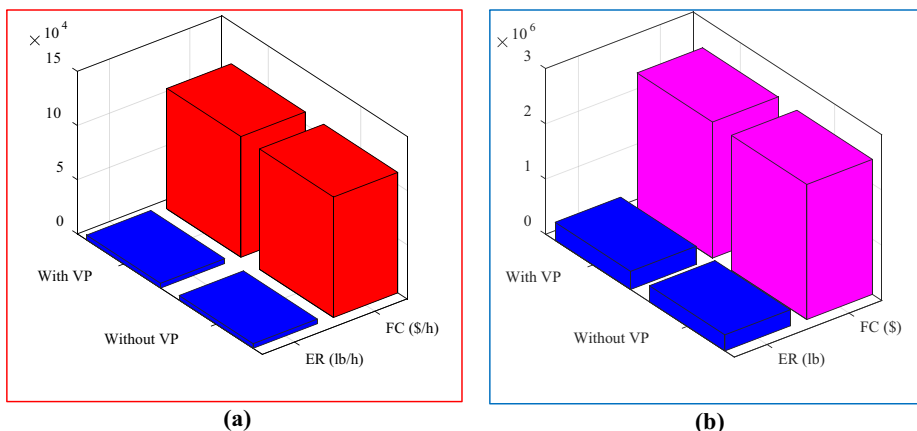 × 10^4
15
10
5
0
With VP
Without VP
ER (lb/h)
FC ($/h)
(a)
× 10^6
3
2
1
0
With VP
Without VP
ER (lb)
FC ($)
(b)